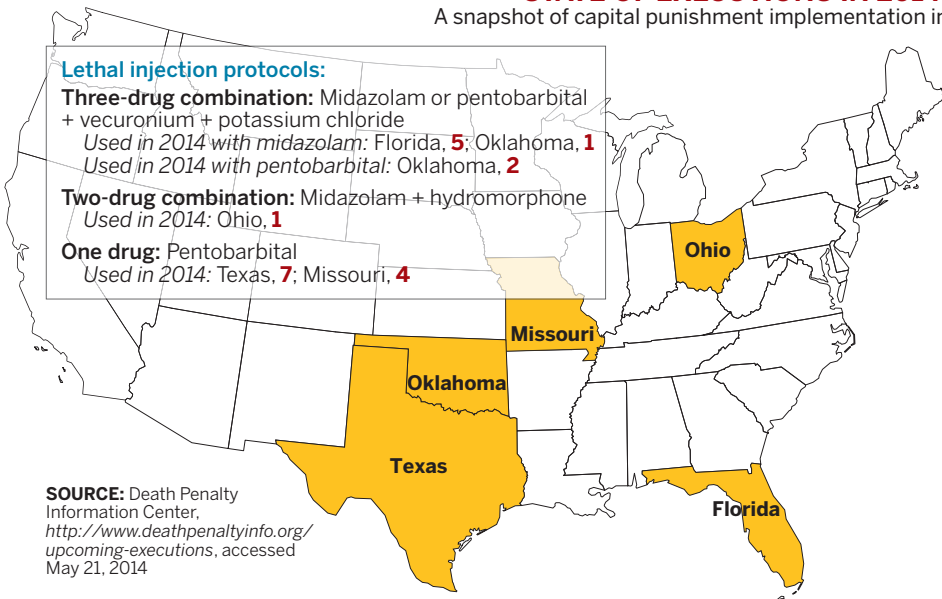 A snapshot of capital punishment implementation in
Lethal injection protocols:
Three-drug combination: Midazolam or pentobarbital
+ vecuronium + potassium chloride
Used in 2014 with midazolam: Florida, 5; Oklahoma, 1
Used in 2014 with pentobarbital: Oklahoma, 2
Two-drug combination: Midazolam + hydromorphone
Used in 2014: Ohio, 1
One drug: Pentobarbital
Used in 2014: Texas, 7; Missouri, 4
Ohio
Missouri
Oklahoma
Texas
Florida
SOURCE: Death Penalty
Information Center,
http://www.deathpenaltyinfo.org/
upcoming-executions, accessed
May 21, 2014